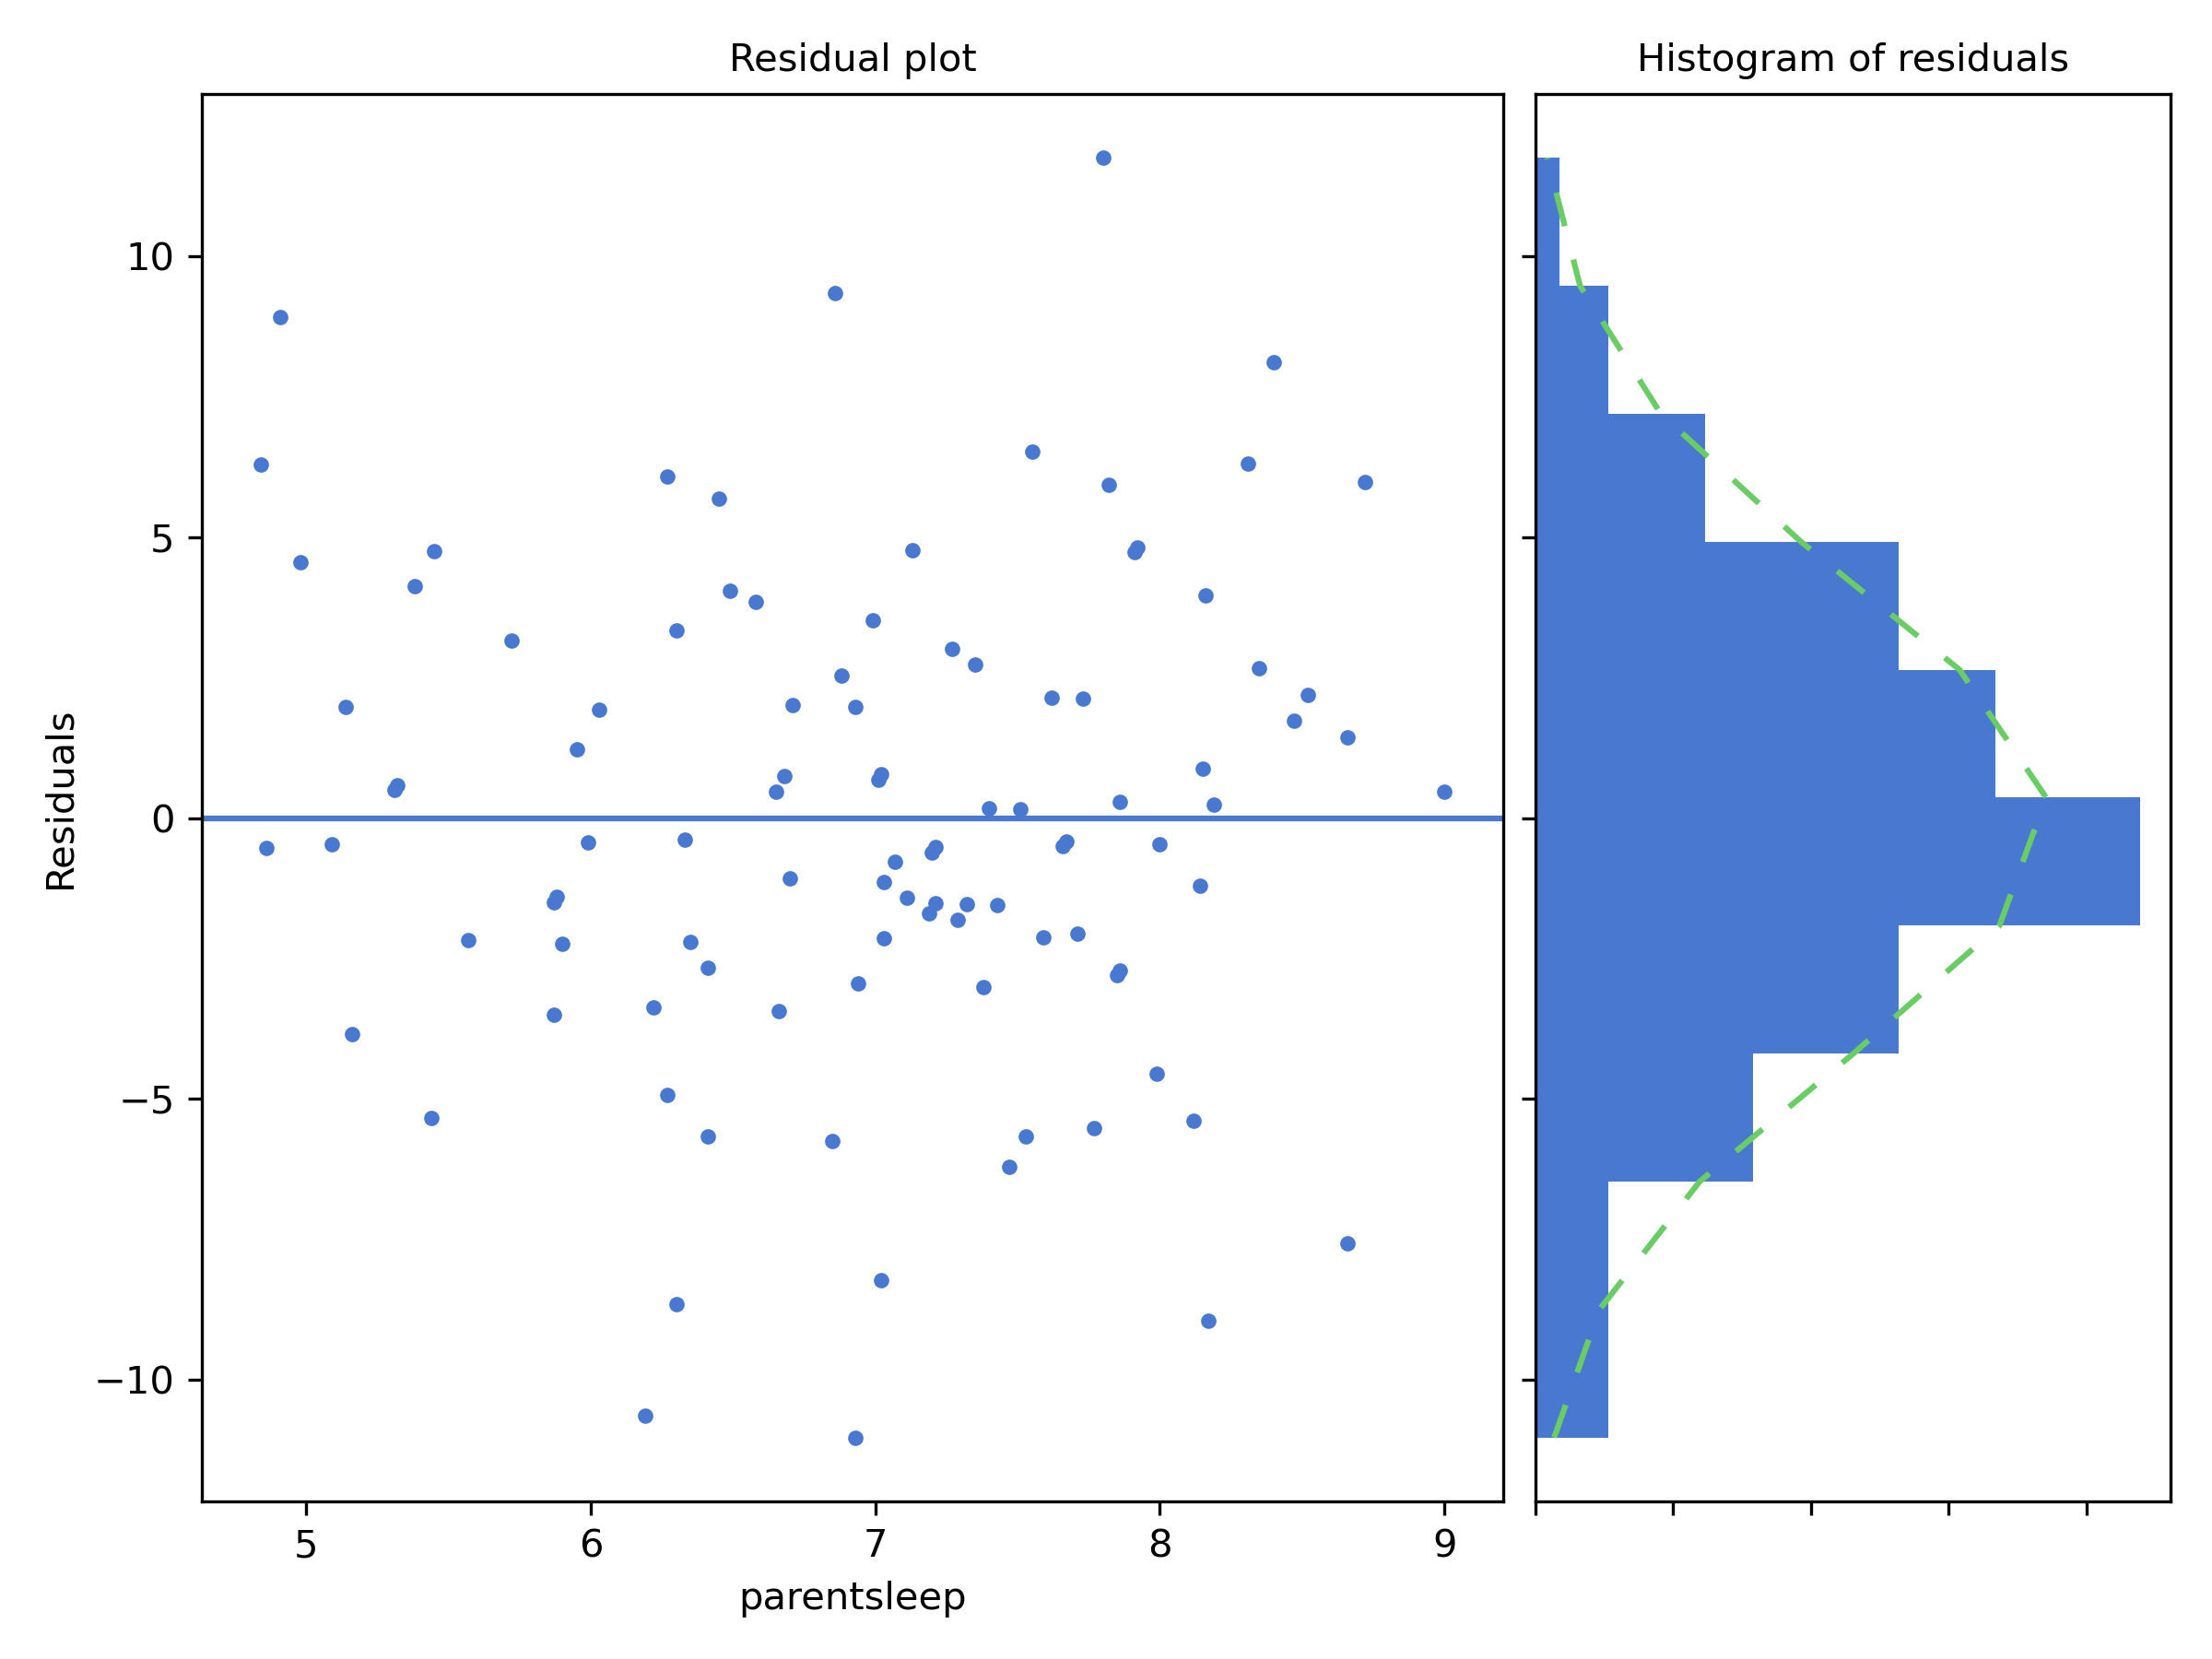 Residual plot
Histogram of residuals
10
5
0
−5
−10
Residuals
5 6 7 8 9
parentsleep